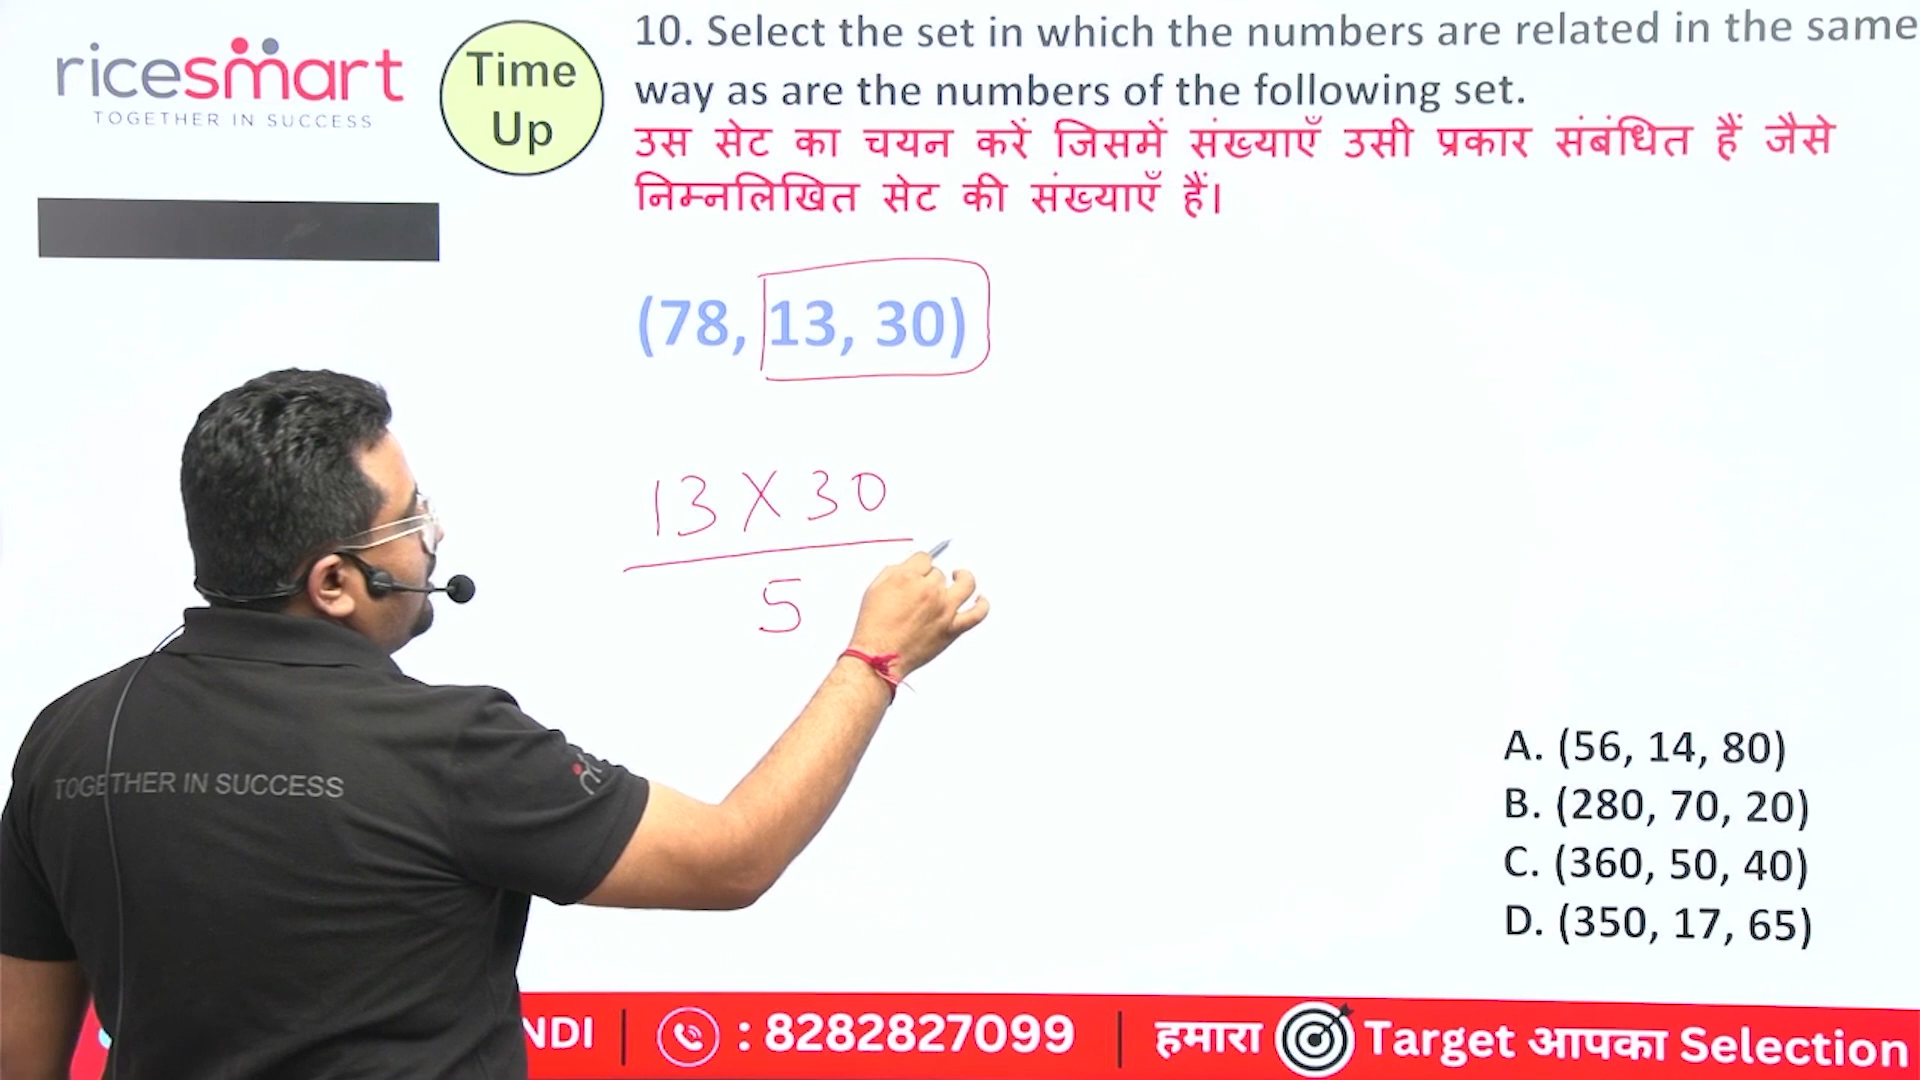 ricesmart
TOGETHER IN SUCCESS
Time
Up
10. Select the set in which the numbers are related in the same
way as are the numbers of the following set.
उस सेट का चयन करें जिसमें संख्याएँ उसी प्रकार संबंधित हैं जैसे
निम्नलिखित सेट की संख्याएँ हैं।
(78, 13, 30)
13 X 30
5
TOGETHER IN SUCCESS
A. (56, 14, 80)
B. (280, 70, 20)
C. (360, 50, 40)
D. (350, 17, 65)
NDI | : 8282827099 | हमारा Target आपका Selection